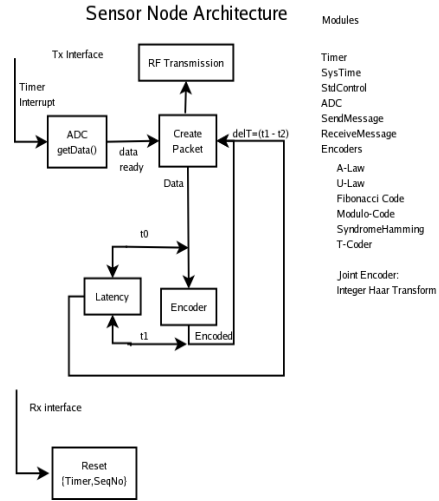 Sensor Node Architecture
Modules
Tx Interface
RF Transmission
Timer
Interrupt
ADC
getData()
data
ready
Create
Packet
delT=(t1 - t2)
Data
t0
Latency
Encoder
t1
Encoded
Rx interface
Reset
{Timer,SeqNo}
Timer
SysTime
StdControl
ADC
SendMessage
ReceiveMessage
Encoders
A-Law
U-Law
Fibonacci Code
Modulo-Code
SyndromeHamming
T-Coder
Joint Encoder:
Integer Haar Transform